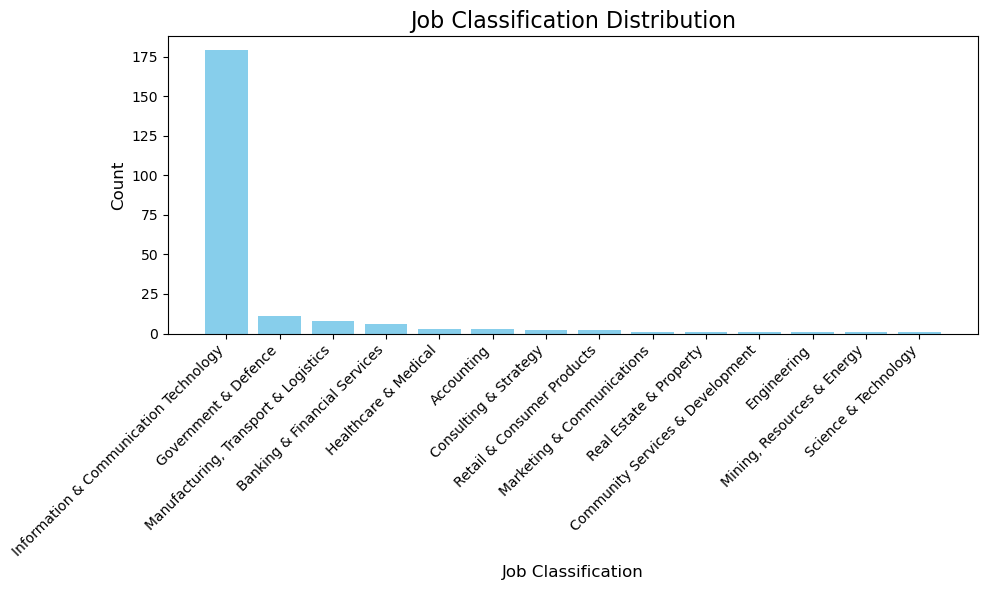 Job Classification Distribution
Count
175
150
125
100
75
50
25
0
Information & Communication Technology
Government & Defence
Manufacturing, Transport & Logistics
Banking & Financial Services
Healthcare & Medical
Accounting
Consulting & Strategy
Retail & Consumer Products
Marketing & Communications
Real Estate & Property
Community Services & Development
Engineering
Mining, Resources & Energy
Science & Technology
Job Classification